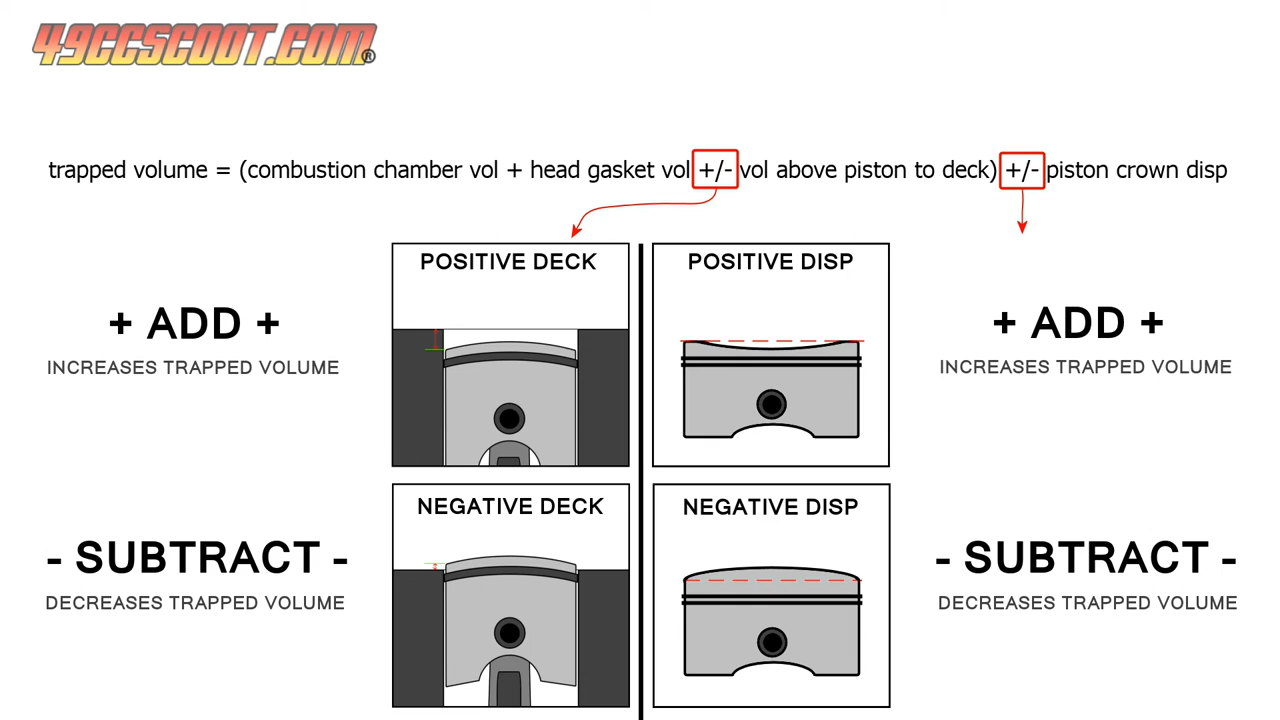 49CCSCOOT.COM®
trapped volume = (combustion chamber vol + head gasket vol +/- vol above piston to deck) +/- piston crown disp
POSITIVE DECK
POSITIVE DISP
+ ADD +
INCREASES TRAPPED VOLUME
+ ADD +
INCREASES TRAPPED VOLUME
NEGATIVE DECK
NEGATIVE DISP
- SUBTRACT -
DECREASES TRAPPED VOLUME
- SUBTRACT -
DECREASES TRAPPED VOLUME